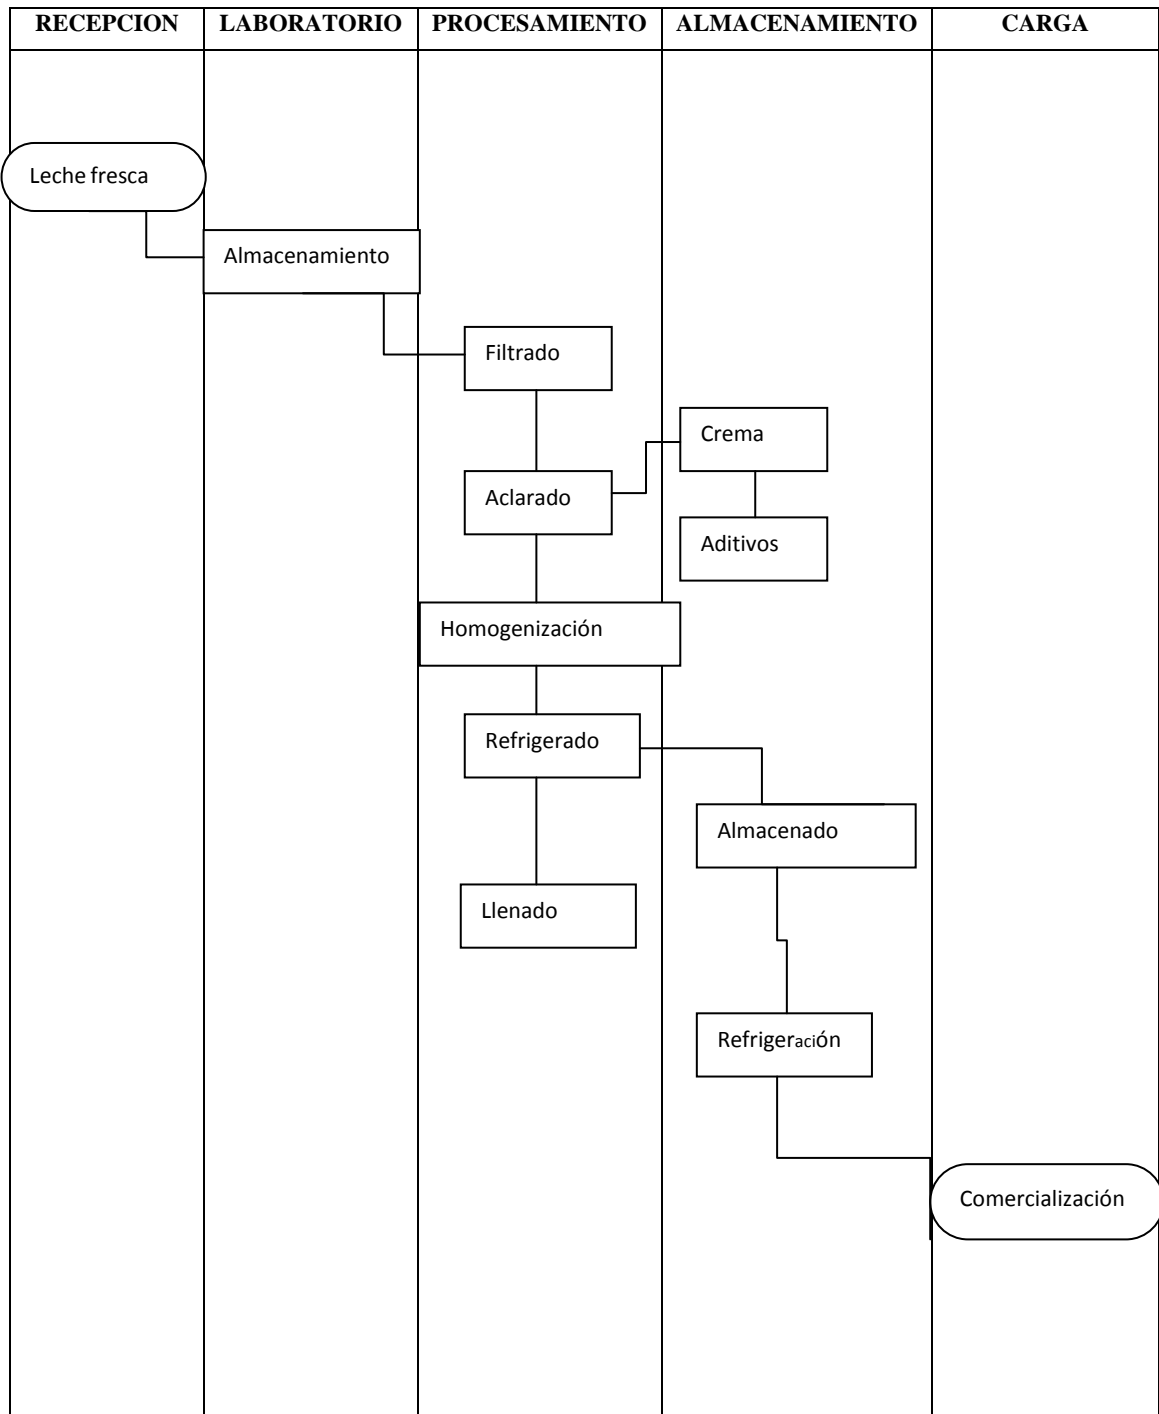 RECEPCION LABORATORIO PROCESAMIENTO ALMACENAMIENTO CARGA
Leche fresca
Almacenamiento
Filtrado
Crema
Aclarado
Aditivos
Homogenización
Refrigerado
Almacenado
Llenado
Refrigeración
Comercialización